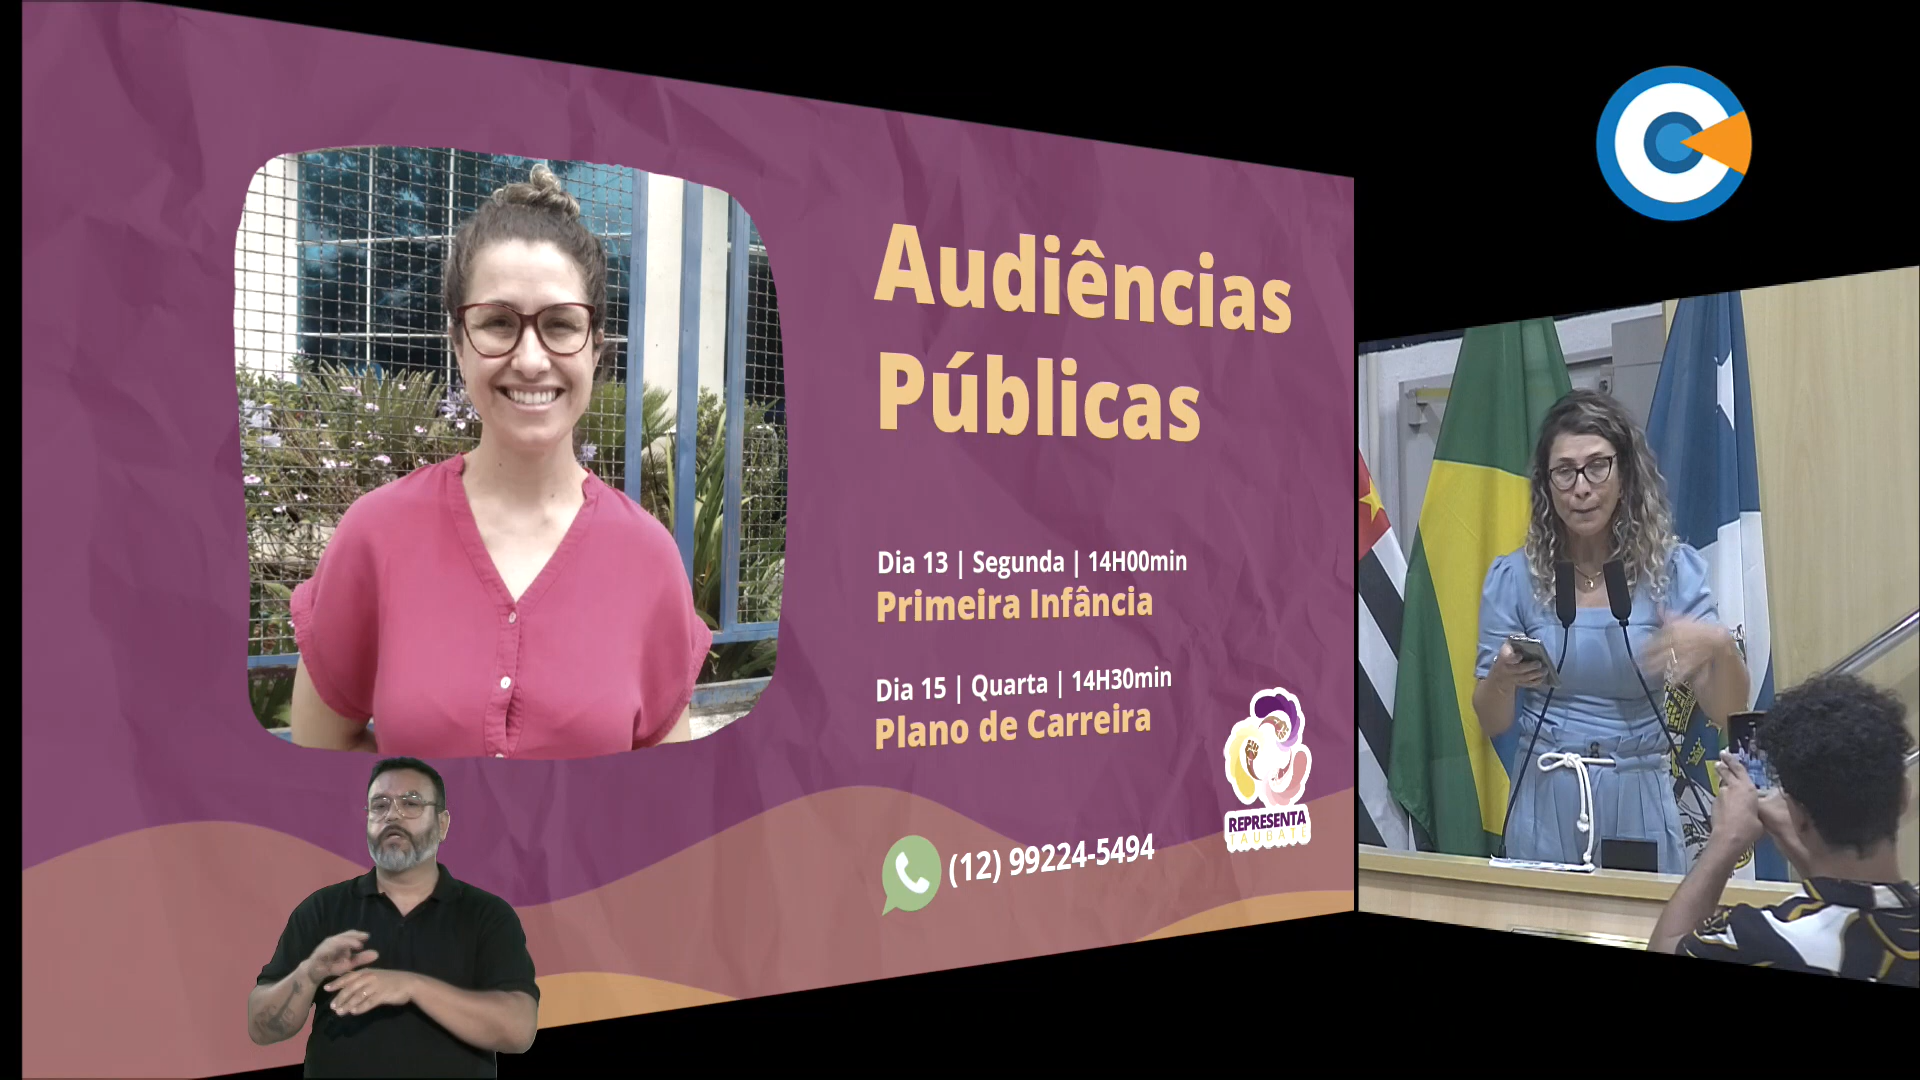 Audiências
Públicas
Dia 13 | Segunda | 14H00min
Primeira Infância
Dia 15 | Quarta | 14H30min
Plano de Carreira
(12) 99224-5494
REPRESENTA
TAUBATÉ